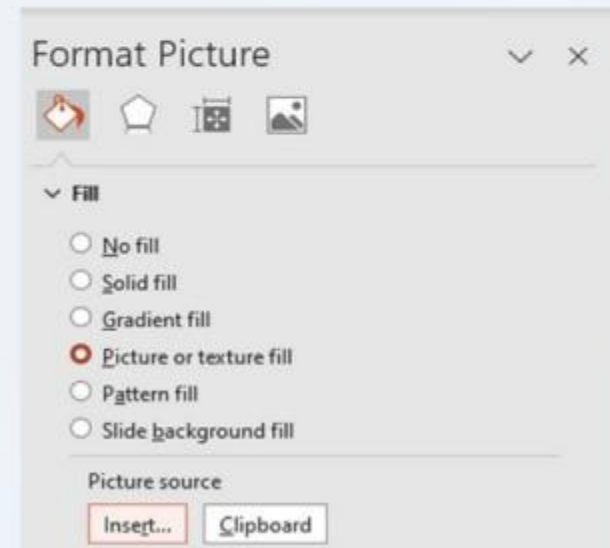 Format Picture
Fill
No fill
Solid fill
Gradient fill
Picture or texture fill
Pattern fill
Slide background fill
Picture source
Insert... Clipboard